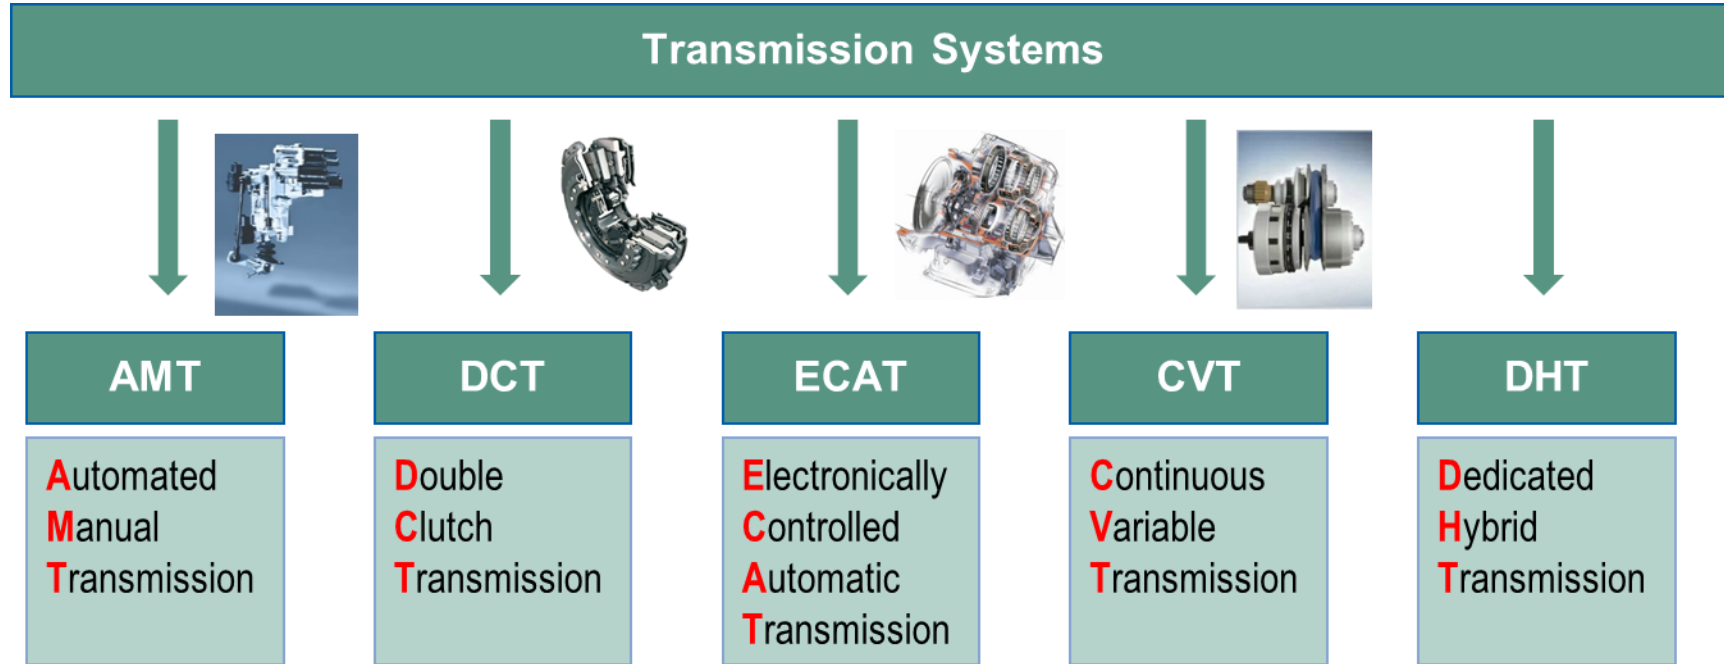 Transmission Systems
AMT
DCT
ECAT
CVT
DHT
Automated
Manual
Transmission
Double
Clutch
Transmission
Electronically
Controlled
Automatic
Transmission
Continuous
Variable
Transmission
Dedicated
Hybrid
Transmission